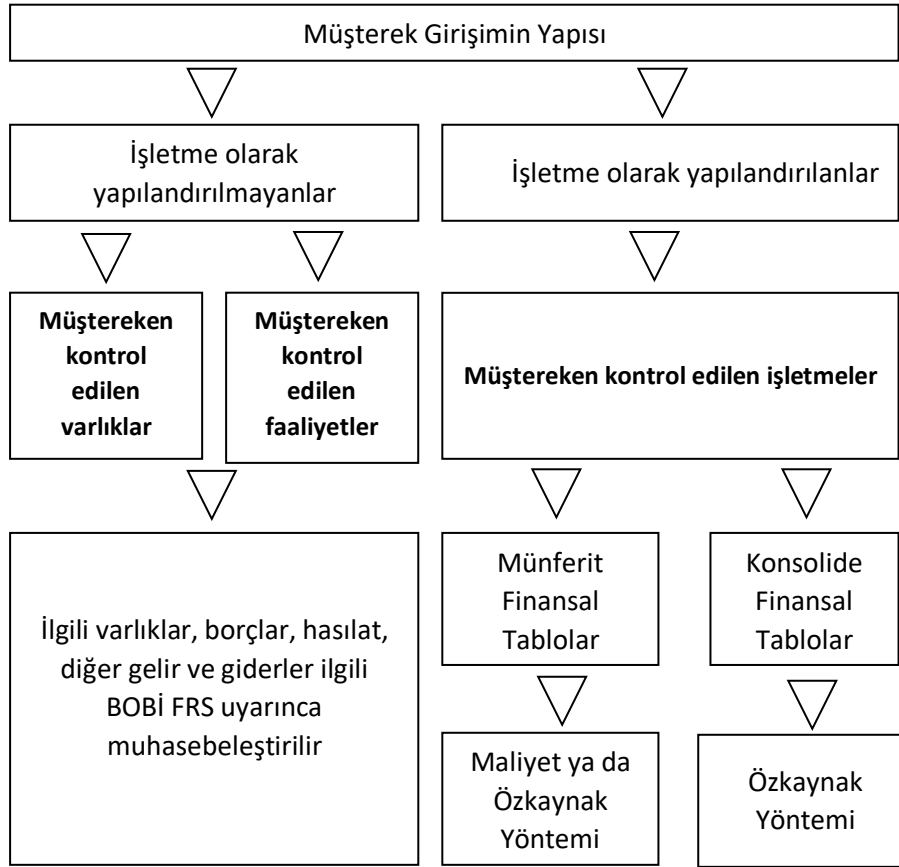 Müşterek Girişimin Yapısı
İşletme olarak
yapılandırılmayanlar
İşletme olarak yapılandırılanlar
Müştereken
kontrol
edilen
varlıklar
Müştereken
kontrol
edilen
faaliyetler
Müştereken kontrol edilen işletmeler
İlgili varlıklar, borçlar, hasılat,
diğer gelir ve giderler ilgili
BOBİ FRS uyarınca
muhasebeleştirilir
Münferit
Finansal
Tablolar
Konsolide
Finansal
Tablolar
Maliyet ya da
Özkaynak
Yöntemi
Özkaynak
Yöntemi